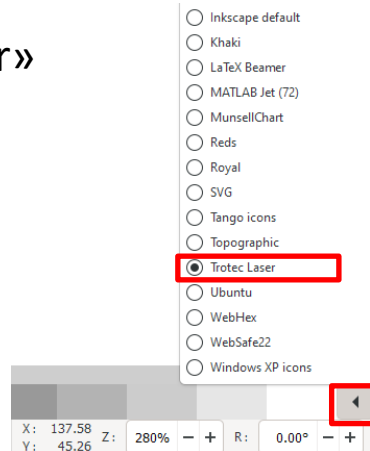 r»
Inkscape default
Khaki
LaTeX Beamer
MATLAB Jet (72)
MunsellChart
Reds
Royal
SVG
Tango icons
Topographic
Trotec Laser
Ubuntu
WebHex
WebSafe22
Windows XP icons
X: 137.58 Z: 280% − + R: 0.00° − +
Y: 45.26